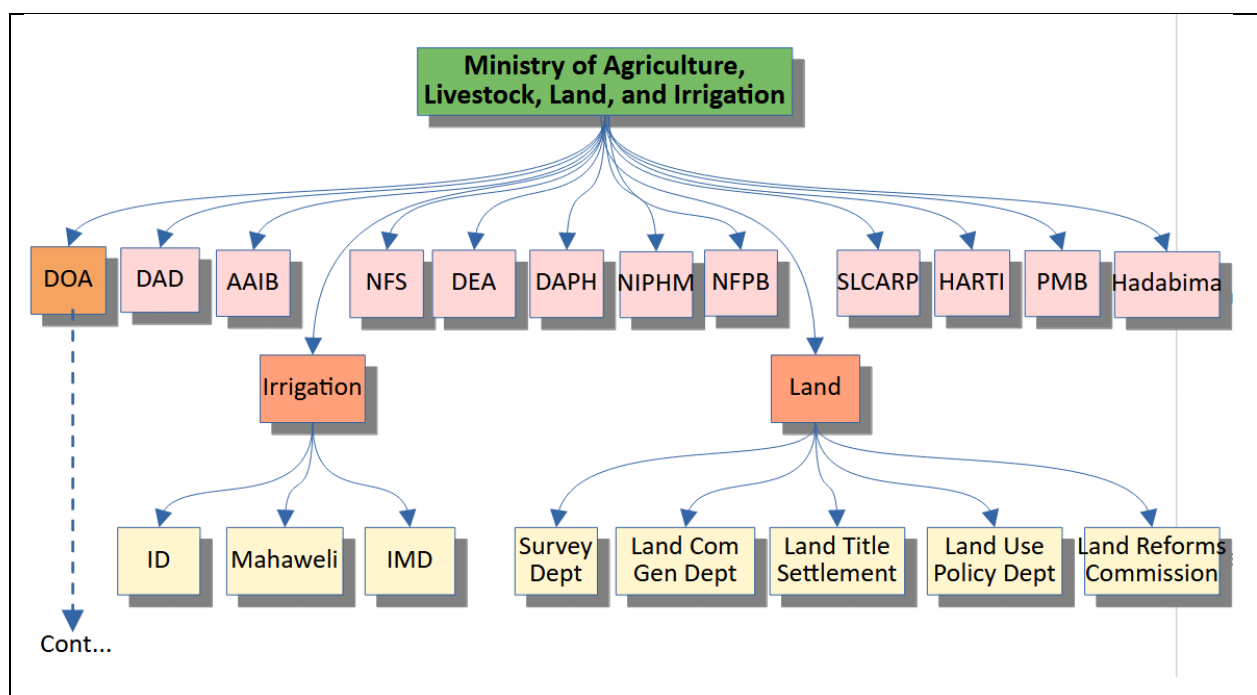 Ministry of Agriculture,
Livestock, Land, and Irrigation
DOA
DAD
AAIB
NFS
DEA
DAPH
NIPHM
NFPB
SLCARP
HARTI
PMB
Hadabima
Irrigation
Land
ID
Mahaweli
IMD
Survey
Dept
Land Com
Gen Dept
Land Title
Settlement
Land Use
Policy Dept
Land Reforms
Commission
Cont...